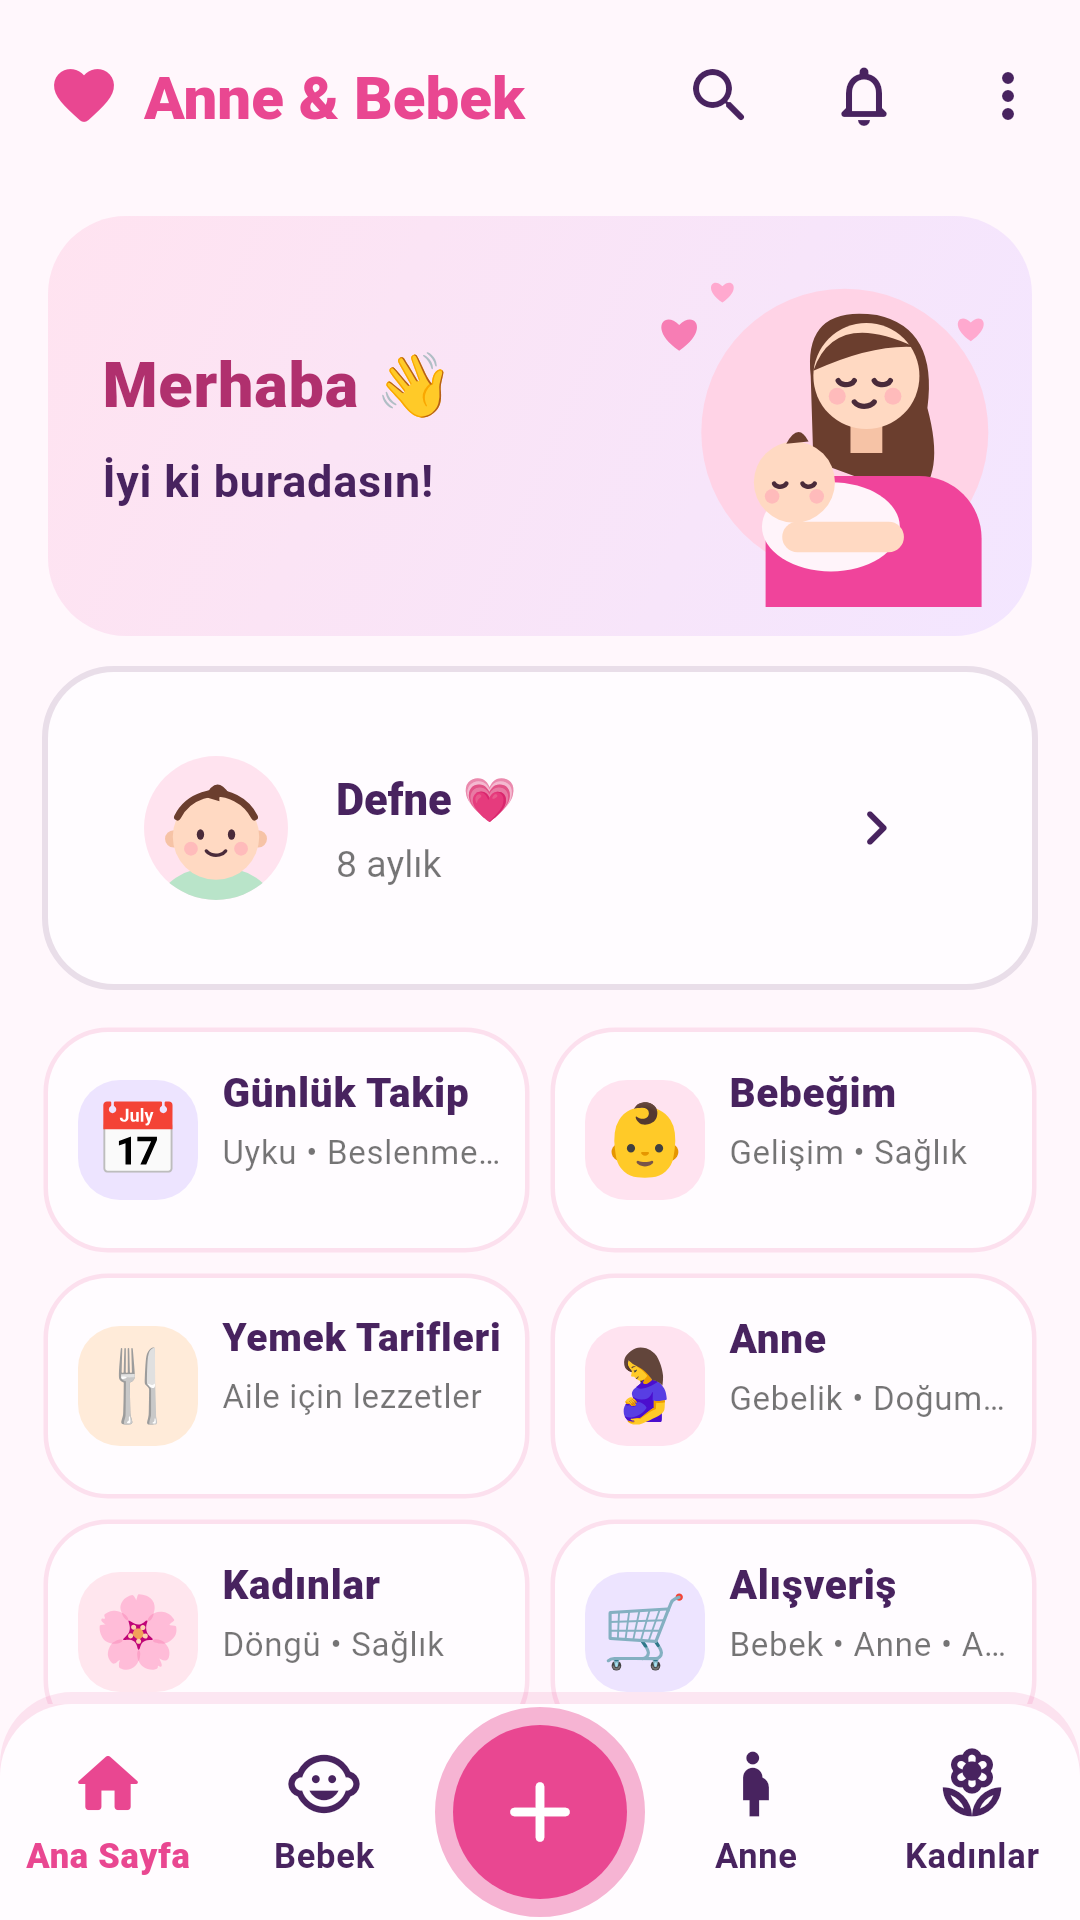 Anne & Bebek
Merhaba 👋
İyi ki buradasın!
Defne 💗
8 aylık
Günlük Takip
Uyku • Beslenme...
July
17
Bebeğim
Gelişim • Sağlık
Yemek Tarifleri
Aile için lezzetler
Anne
Gebelik • Doğum...
Kadınlar
Döngü • Sağlık
Alışveriş
Bebek • Anne • A...
Ana Sayfa
Bebek
Anne
Kadınlar